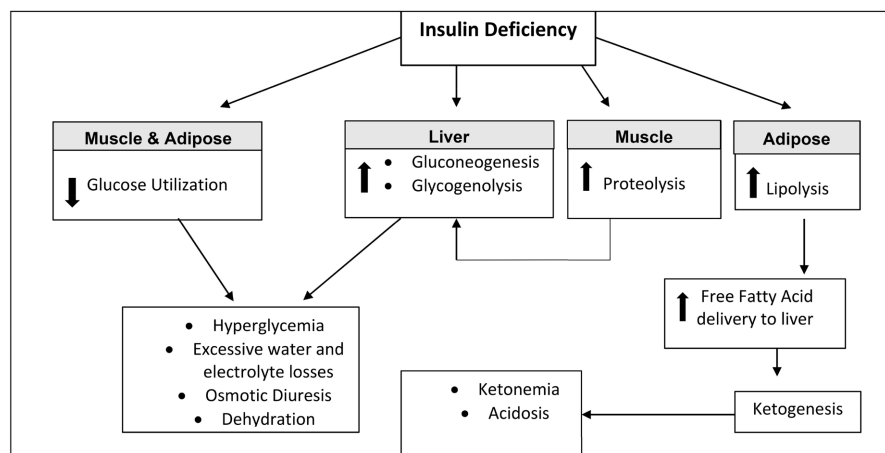 Insulin Deficiency
Muscle & Adipose
Glucose Utilization
Liver
• Gluconeogenesis
• Glycogenolysis
Muscle
Proteolysis
Adipose
Lipolysis
Free Fatty Acid
delivery to liver
• Hyperglycemia
• Excessive water and
electrolyte losses
• Osmotic Diuresis
• Dehydration
• Ketonemia
• Acidosis
Ketogenesis